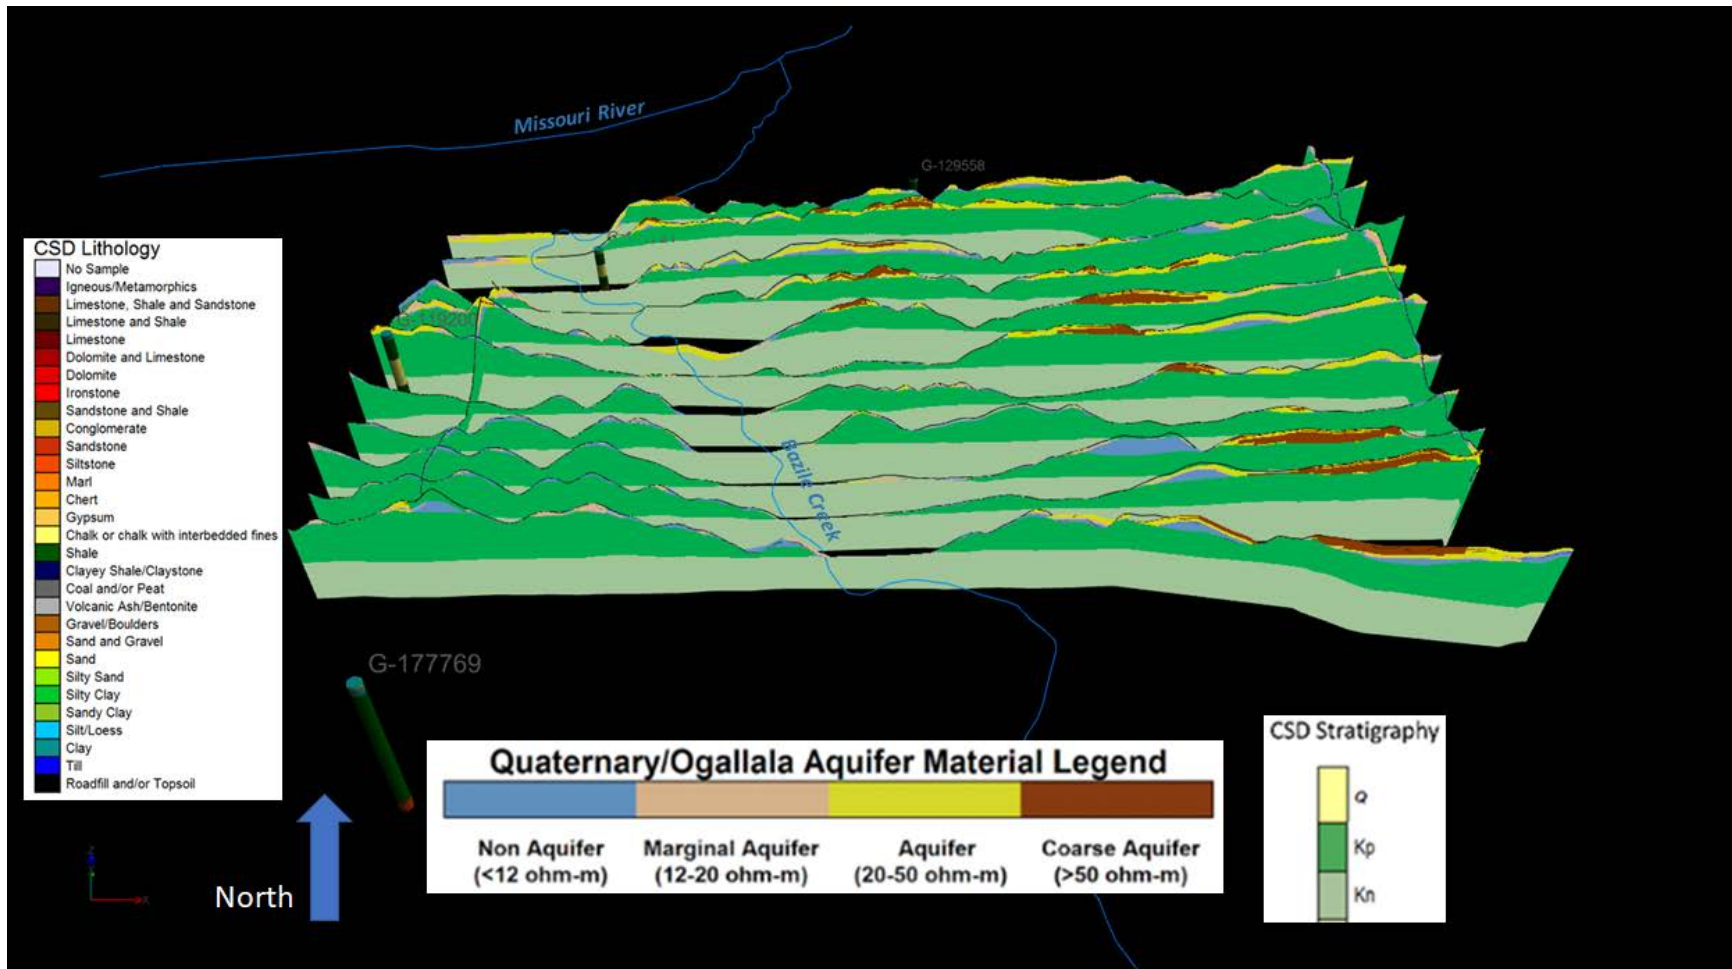 Missouri River
G-129558
CSD Lithology
No Sample
Igneous/Metamorphics
Limestone, Shale and Sandstone
Limestone and Shale
Limestone
Dolomite and Limestone
Dolomite
Ironstone
Sandstone and Shale
Conglomerate
Sandstone
Siltstone
Marl
Chert
Gypsum
Chalk or chalk with interbedded fines
Shale
Clayey Shale/Claystone
Coal and/or Peat
Volcanic Ash/Bentonite
Gravel/Boulders
Sand and Gravel
Sand
Silty Sand
Silty Clay
Sandy Clay
Silt/Loess
Clay
Till
Roadfill and/or Topsoil
G-119200
Bazile Creek
G-177769
Quaternary/Ogallala Aquifer Material Legend
Non Aquifer
(<12 ohm-m)
Marginal Aquifer
(12-20 ohm-m)
Aquifer
(20-50 ohm-m)
Coarse Aquifer
(>50 ohm-m)
CSD Stratigraphy
Q
Kp
Kn
Z
X
North